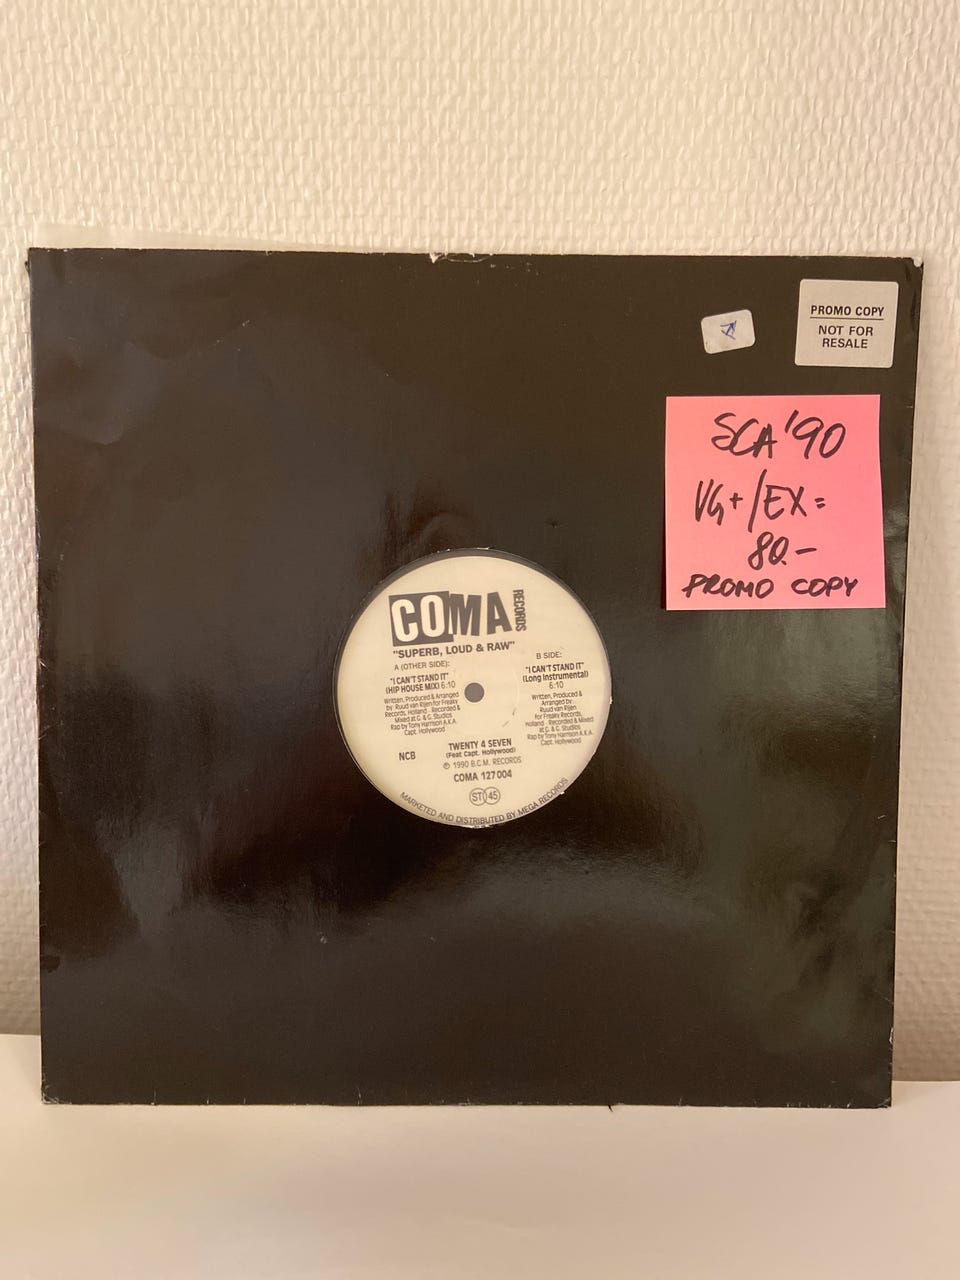 PROMO COPY
NOT FOR
RESALE
A
SCA '90
VG+/EX=
80.-
PROMO COPY
COMA RECORDS
"SUPERB, LOUD & RAW"
A (OTHER SIDE):
"I CAN'T STAND IT"
(HIP HOUSE MIX) 6:10
Written, Produced & Arranged
by: Ruud van Rijen for Freaky
Records, Holland. Recorded &
Mixed at G. & G. Studios
Rap by Tony Harrison A.K.A.
Capt. Hollywood
B SIDE:
"I CAN'T STAND IT"
(Long Instrumental)
6:10
Written, Produced &
Arranged by:
Ruud van Rijen
for Freaky Records,
Holland. Recorded & Mixed
at G. & G. Studios
Rap by Tony Harrison A.K.A.
Capt. Hollywood
NCB
TWENTY 4 SEVEN
(Feat Capt. Hollywood)
℗ 1990 B.C.M. RECORDS
COMA 127 004
ST 45
MARKETED AND DISTRIBUTED BY MEGA RECORDS